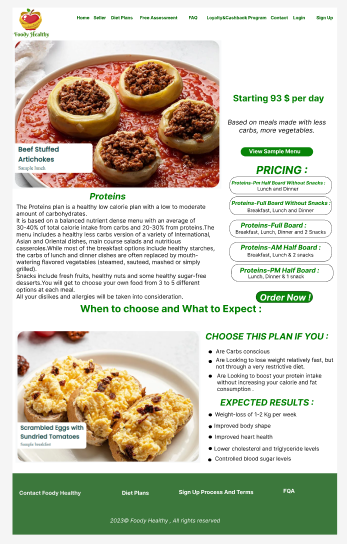 Home Seller Diet Plans Free Assessment FAQ Loyalty&Cashback Program Contact Login Sign Up
Foody Healthy
Beef Stuffed
Artichokes
Sample lunch
Starting 93 $ per day
Based on meals made with less
carbs, more vegetables.
View Sample Menu
PRICING :
Proteins-Pm Half Board Without Snacks :
Lunch and Dinner
Proteins-Full Board Without Snacks :
Breakfast, Lunch and Dinner
Proteins-Full Board :
Breakfast, Lunch, Dinner and 2 Snacks
Proteins-AM Half Board :
Breakfast, Lunch & 2 snacks
Proteins-PM Half Board :
Lunch, Dinner & 1 snack
Order Now !
Proteins
The Proteins plan is a healthy low calorie plan with a low to moderate
amount of carbohydrates.
It is based on a balanced nutrient dense menu with an average of
30-40% of total calorie intake from carbs and 20-30% from proteins.The
menu includes a healthy less carbs version of a variety of International,
Asian and Oriental dishes, main course salads and nutritious
casseroles.While most of the breakfast options include healthy starches,
the carbs of lunch and dinner dishes are often replaced by mouth-
watering flavored vegetables (steamed, sauteed, mashed or simply
grilled).
Snacks include fresh fruits, healthy nuts and some healthy sugar-free
desserts.You will get to choose your own food from 3 to 5 different
options at each meal.
All your dislikes and allergies will be taken into consideration.
When to choose and What to Expect :
Scrambled Eggs with
Sundried Tomatoes
Sample breakfast
CHOOSE THIS PLAN IF YOU :
Are Carbs conscious
Are Looking to lose weight relatively fast, but
not through a very restrictive diet.
Are Looking to boost your protein intake
without increasing your calorie and fat
consumption .
EXPECTED RESULTS :
Weight-loss of 1-2 Kg per week
Improved body shape
Improved heart health
Lower cholesterol and triglyceride levels
Controlled blood sugar levels
Contact Foody Healthy Diet Plans Sign Up Process And Terms FQA
2023© Foody Healthy , All rights reserved